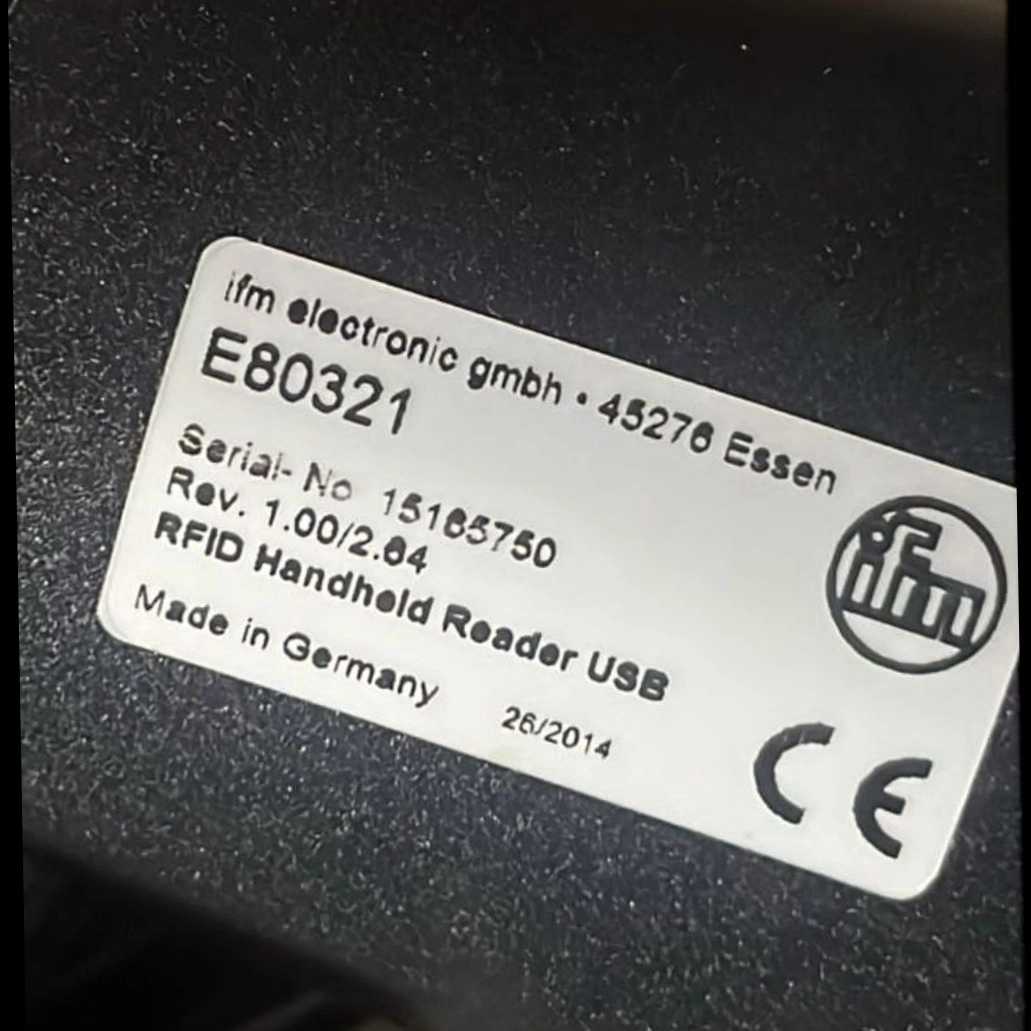 ifm electronic gmbh • 45276 Essen
E80321
Serial- No 15165750
Rev. 1.00/2.64
RFID Handheld Reader USB
Made in Germany 26/2014
ifm
CE